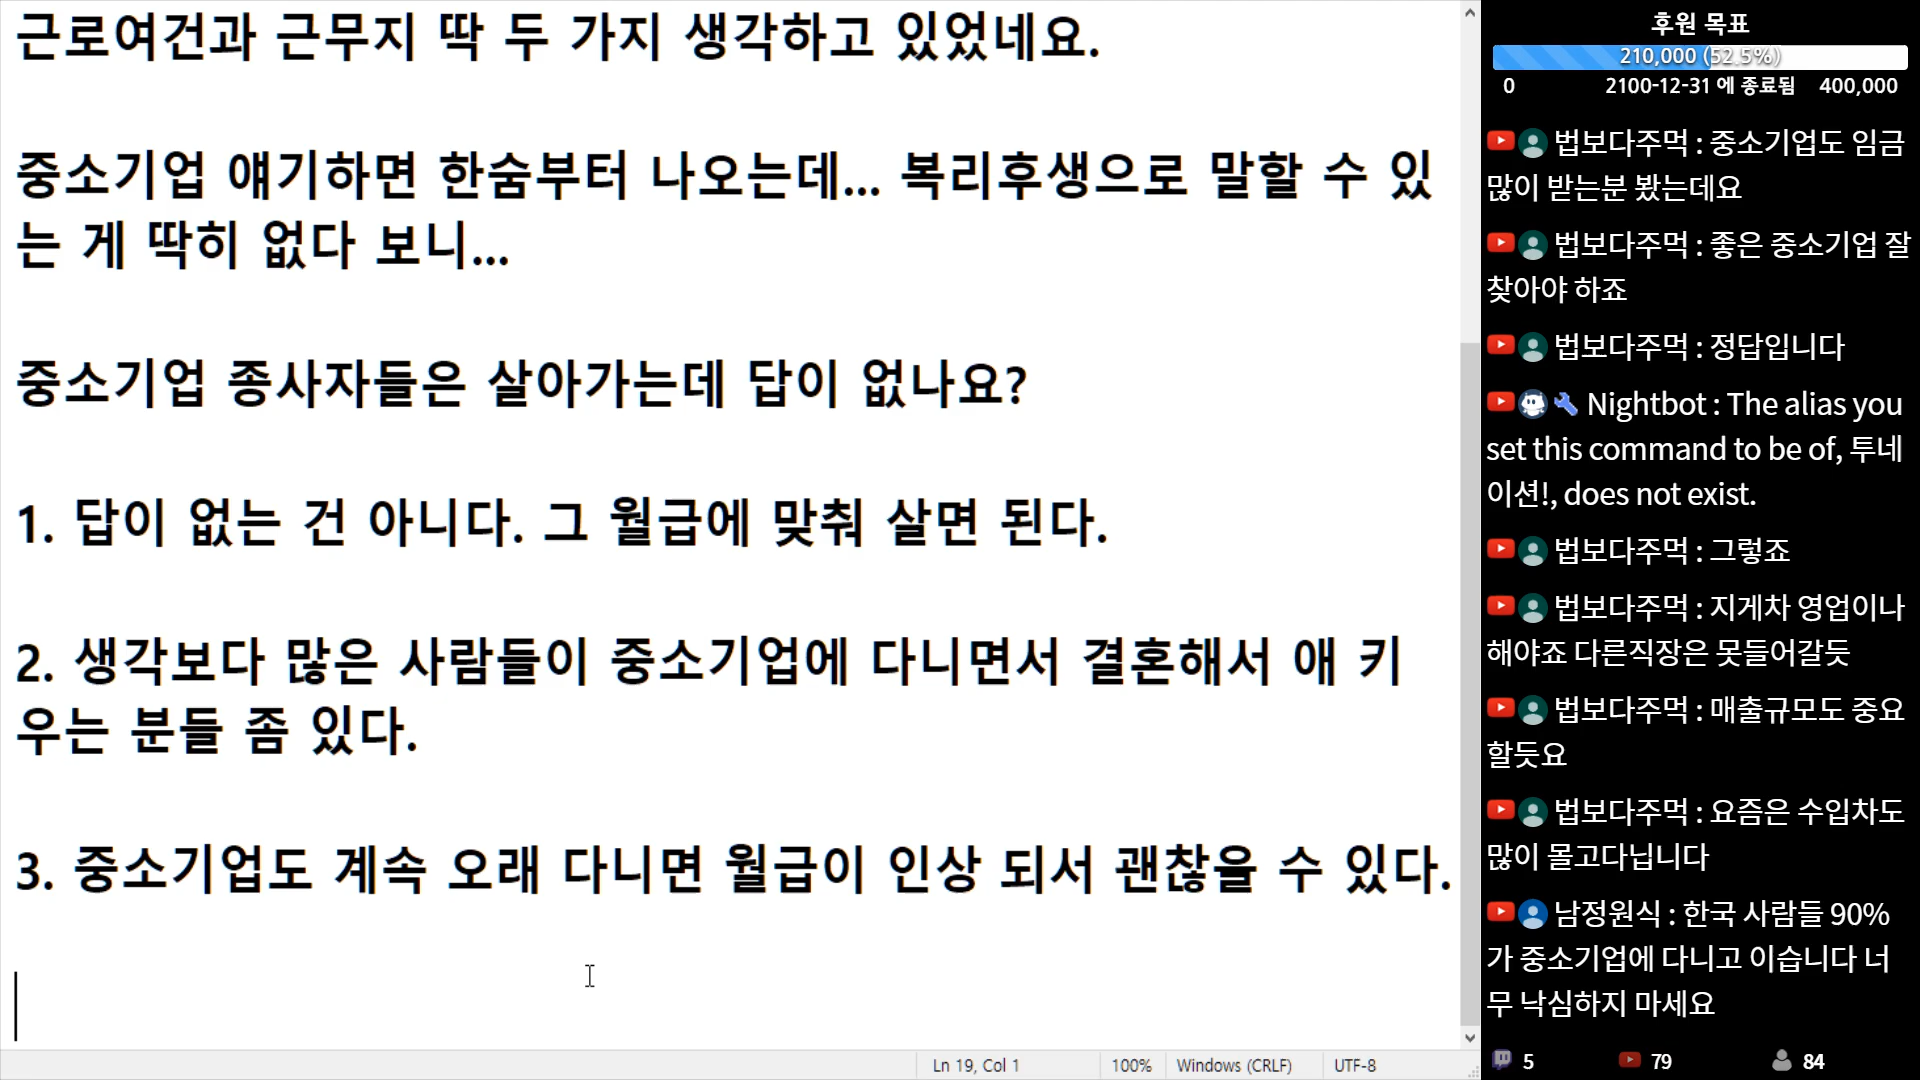 근로여건과 근무지 딱 두 가지 생각하고 있었네요.
중소기업 얘기하면 한숨부터 나오는데... 복리후생으로 말할 수 있
는 게 딱히 없다 보니...
중소기업 종사자들은 살아가는데 답이 없나요?
1. 답이 없는 건 아니다. 그 월급에 맞춰 살면 된다.
2. 생각보다 많은 사람들이 중소기업에 다니면서 결혼해서 애 키
우는 분들 좀 있다.
3. 중소기업도 계속 오래 다니면 월급이 인상 되서 괜찮을 수 있다.
Ln 19, Col 1
100%
Windows (CRLF)
UTF-8
후원 목표
210,000 (52.5%)
0 2100-12-31 에 종료됨 400,000
법보다주먹 : 중소기업도 임금
많이 받는분 봤는데요
법보다주먹 : 좋은 중소기업 잘
찾아야 하죠
법보다주먹 : 정답입니다
Nightbot : The alias you
set this command to be of, 투네
이션!, does not exist.
법보다주먹 : 그렇죠
법보다주먹 : 지게차 영업이나
해야죠 다른직장은 못들어갈듯
법보다주먹 : 매출규모도 중요
할듯요
법보다주먹 : 요즘은 수입차도
많이 몰고다닙니다
남정원식 : 한국 사람들 90%
가 중소기업에 다니고 이습니다 너
무 낙심하지 마세요
5 79 84